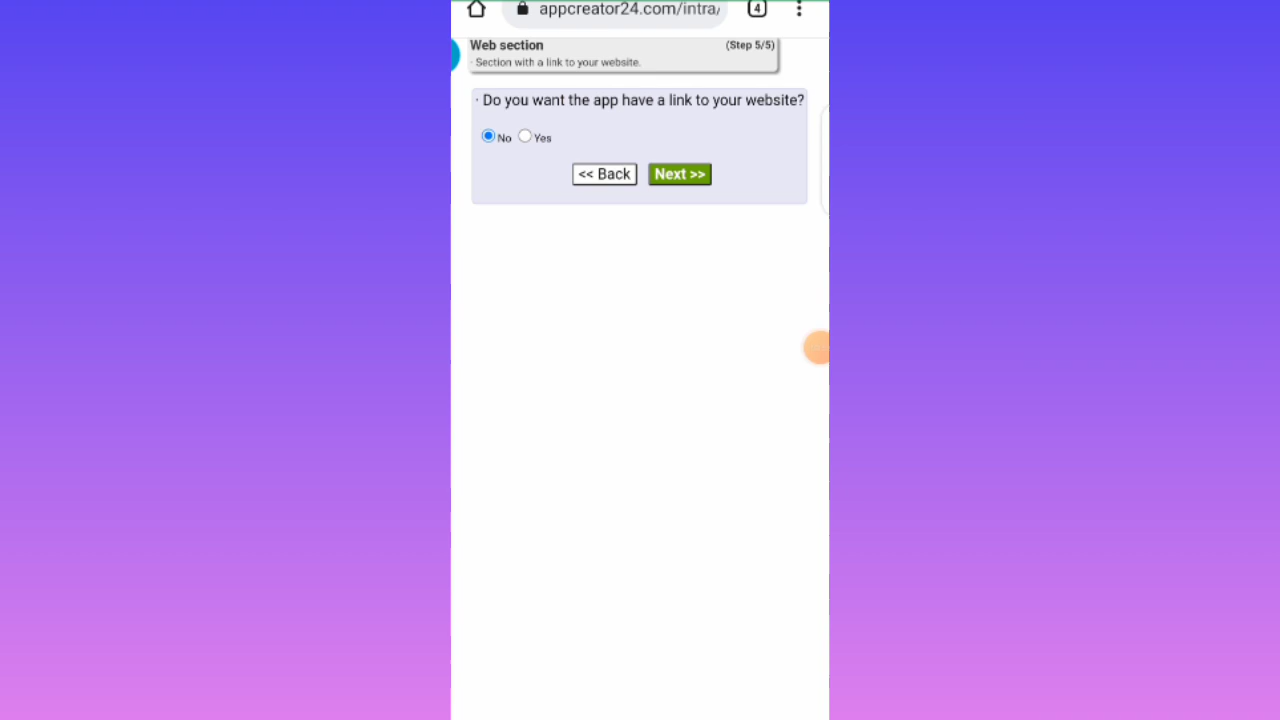 appcreator24.com/intra/
4
Web section
(Step 5/5)
· Section with a link to your website.
· Do you want the app have a link to your website?
No Yes
<< Back Next >>